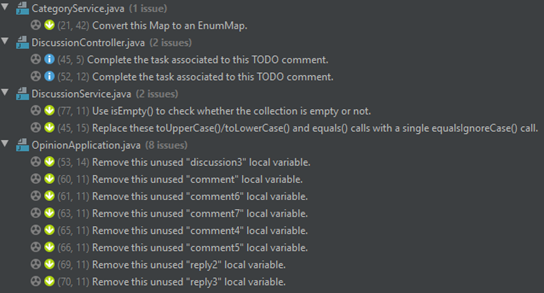 CategoryService.java (1 issue)
(21, 42) Convert this Map to an EnumMap.
DiscussionController.java (2 issues)
(45, 5) Complete the task associated to this TODO comment.
(52, 12) Complete the task associated to this TODO comment.
DiscussionService.java (2 issues)
(77, 11) Use isEmpty() to check whether the collection is empty or not.
(45, 15) Replace these toUpperCase()/toLowerCase() and equals() calls with a single equalsIgnoreCase() call.
OpinionApplication.java (8 issues)
(53, 14) Remove this unused "discussion3" local variable.
(60, 11) Remove this unused "comment" local variable.
(61, 11) Remove this unused "comment6" local variable.
(63, 11) Remove this unused "comment7" local variable.
(65, 11) Remove this unused "comment4" local variable.
(66, 11) Remove this unused "comment5" local variable.
(69, 11) Remove this unused "reply2" local variable.
(70, 11) Remove this unused "reply3" local variable.